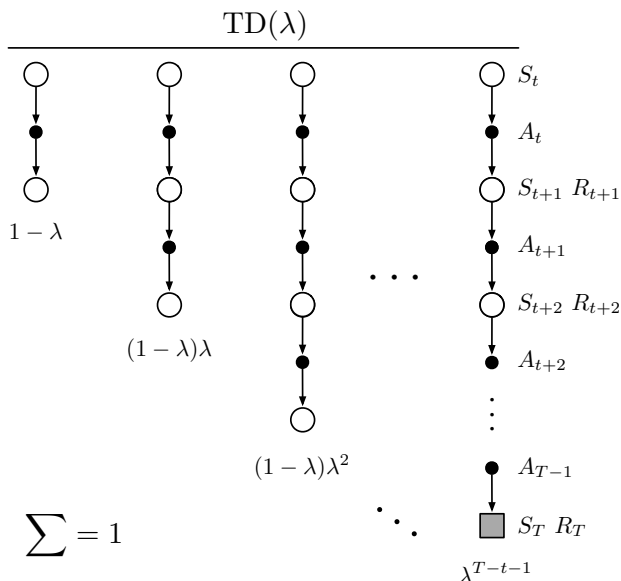 TD(λ)
S_t
A_t
S_{t+1} R_{t+1}
1 − λ
A_{t+1}
S_{t+2} R_{t+2}
(1 − λ)λ
A_{t+2}
(1 − λ)λ^2
A_{T−1}
∑ = 1
S_T R_T
λ^{T−t−1}